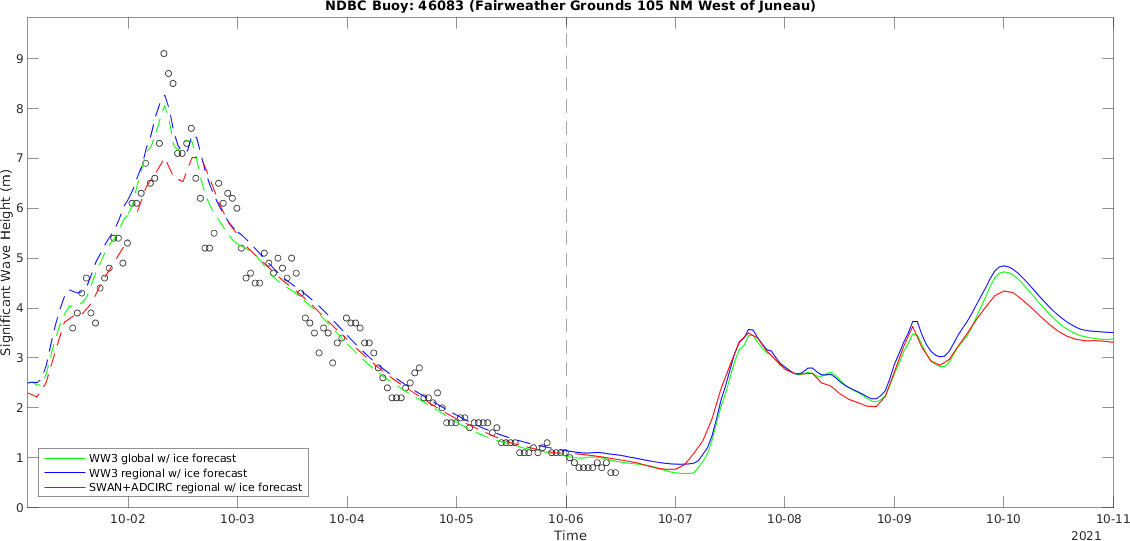 NDBC Buoy: 46083 (Fairweather Grounds 105 NM West of Juneau)
Significant Wave Height (m)
9
8
7
6
5
4
3
2
1
0
WW3 global w/ ice forecast
WW3 regional w/ ice forecast
SWAN+ADCIRC regional w/ ice forecast
10-02 10-03 10-04 10-05 10-06 10-07 10-08 10-09 10-10 10-11
Time
2021